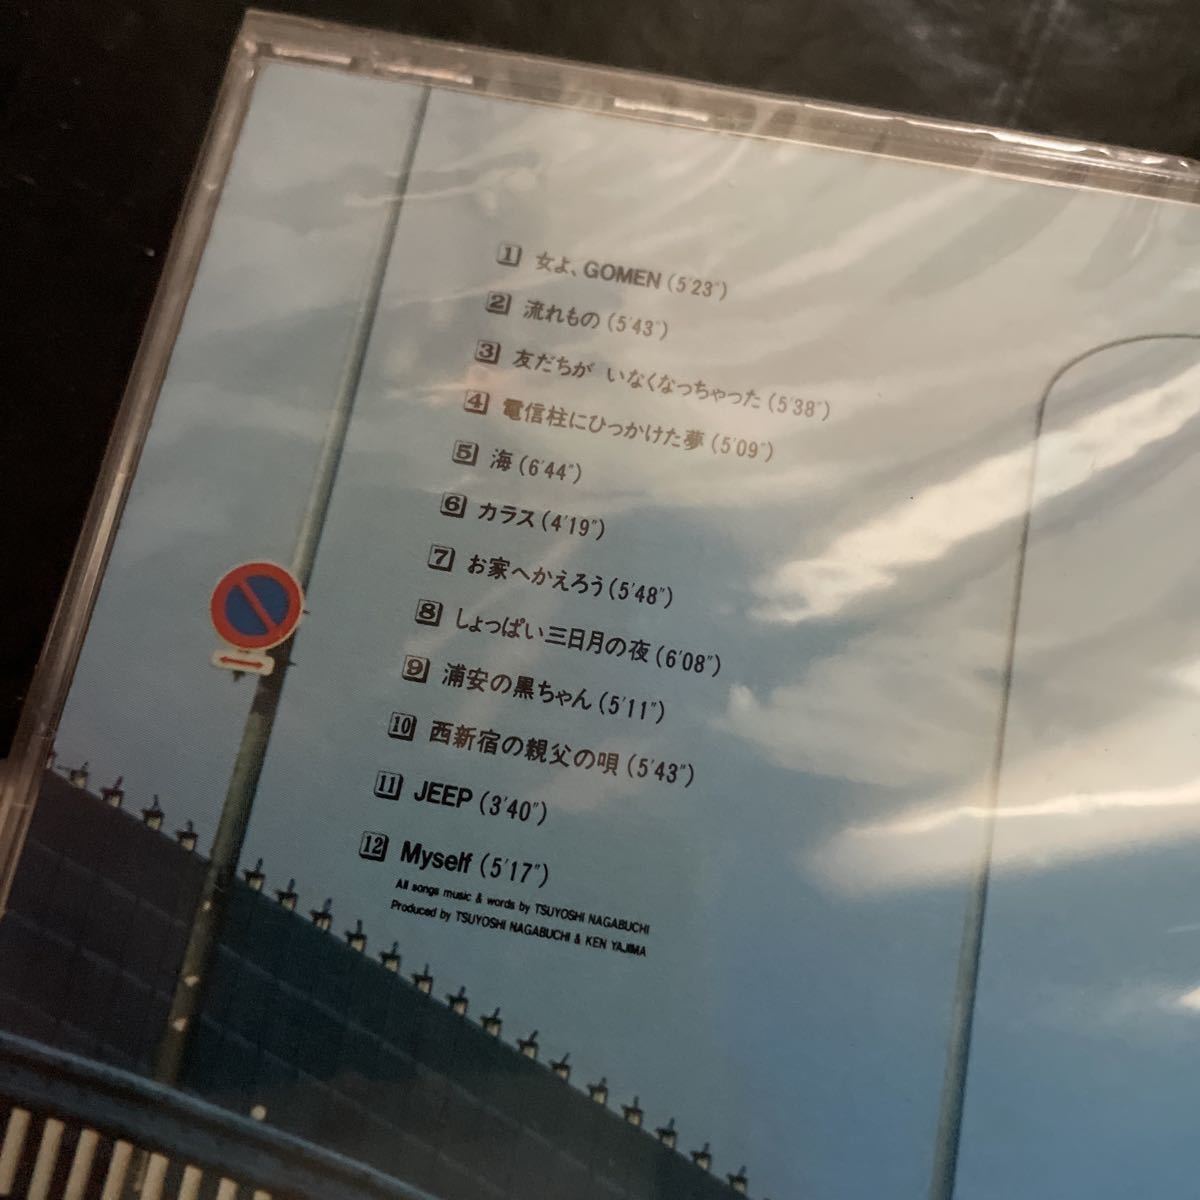 1 女よ、GOMEN (5'23")
2 流れもの (5'43")
3 友だちが いなくなっちゃった (5'38")
4 電信柱にひっかけた夢 (5'09")
5 海 (6'44")
6 カラス (4'19")
7 お家へかえろう (5'48")
8 しょっぱい三日月の夜 (6'08")
9 浦安の黒ちゃん (5'11")
10 西新宿の親父の唄 (5'43")
11 JEEP (3'40")
12 Myself (5'17")
All songs music & words by TSUYOSHI NAGABUCHI
Produced by TSUYOSHI NAGABUCHI & KEN YAJIMA